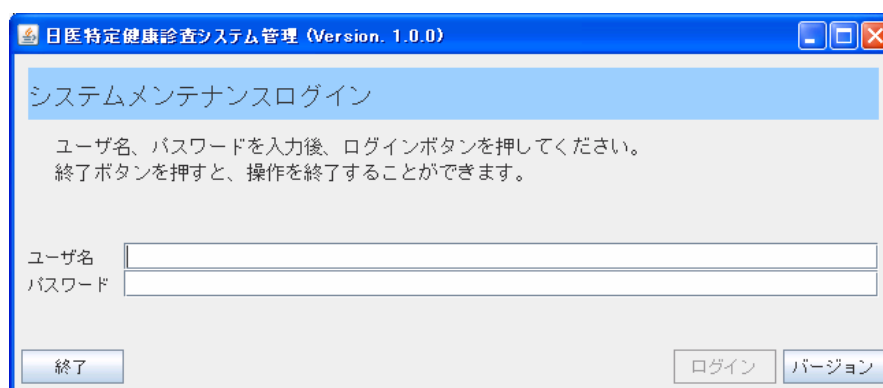 日医特定健康診査システム管理 (Version. 1.0.0)
システムメンテナンスログイン
ユーザ名、パスワードを入力後、ログインボタンを押してください。
終了ボタンを押すと、操作を終了することができます。
ユーザ名
パスワード
終了 ログイン バージョン